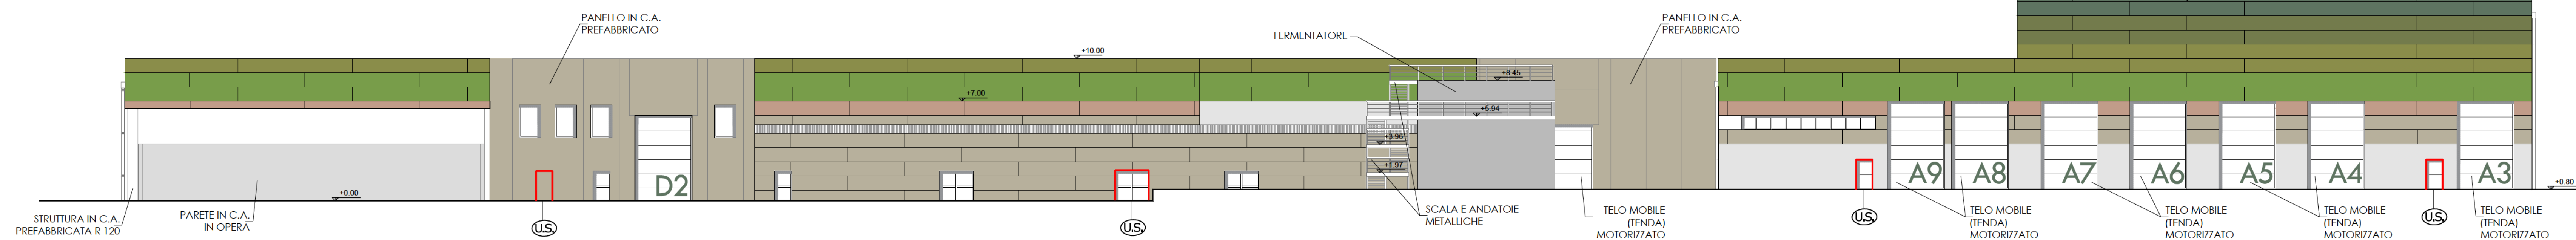 PANELLO IN C.A.
PREFABBRICATO
PANELLO IN C.A.
PREFABBRICATO
FERMENTATORE
+10.00
+8.45
+7.00
+5.94
+3.96
+1.97
+0.00
+0.80
D2
A9
A8
A7
A6
A5
A4
A3
STRUTTURA IN C.A.
PREFABBRICATA R 120
PARETE IN C.A.
IN OPERA
U.S.
U.S.
SCALA E ANDATOIE
METALLICHE
TELO MOBILE
(TENDA)
MOTORIZZATO
U.S.
TELO MOBILE
(TENDA)
MOTORIZZATO
TELO MOBILE
(TENDA)
MOTORIZZATO
TELO MOBILE
(TENDA)
MOTORIZZATO
U.S.
TELO MOBILE
(TENDA)
MOTORIZZATO